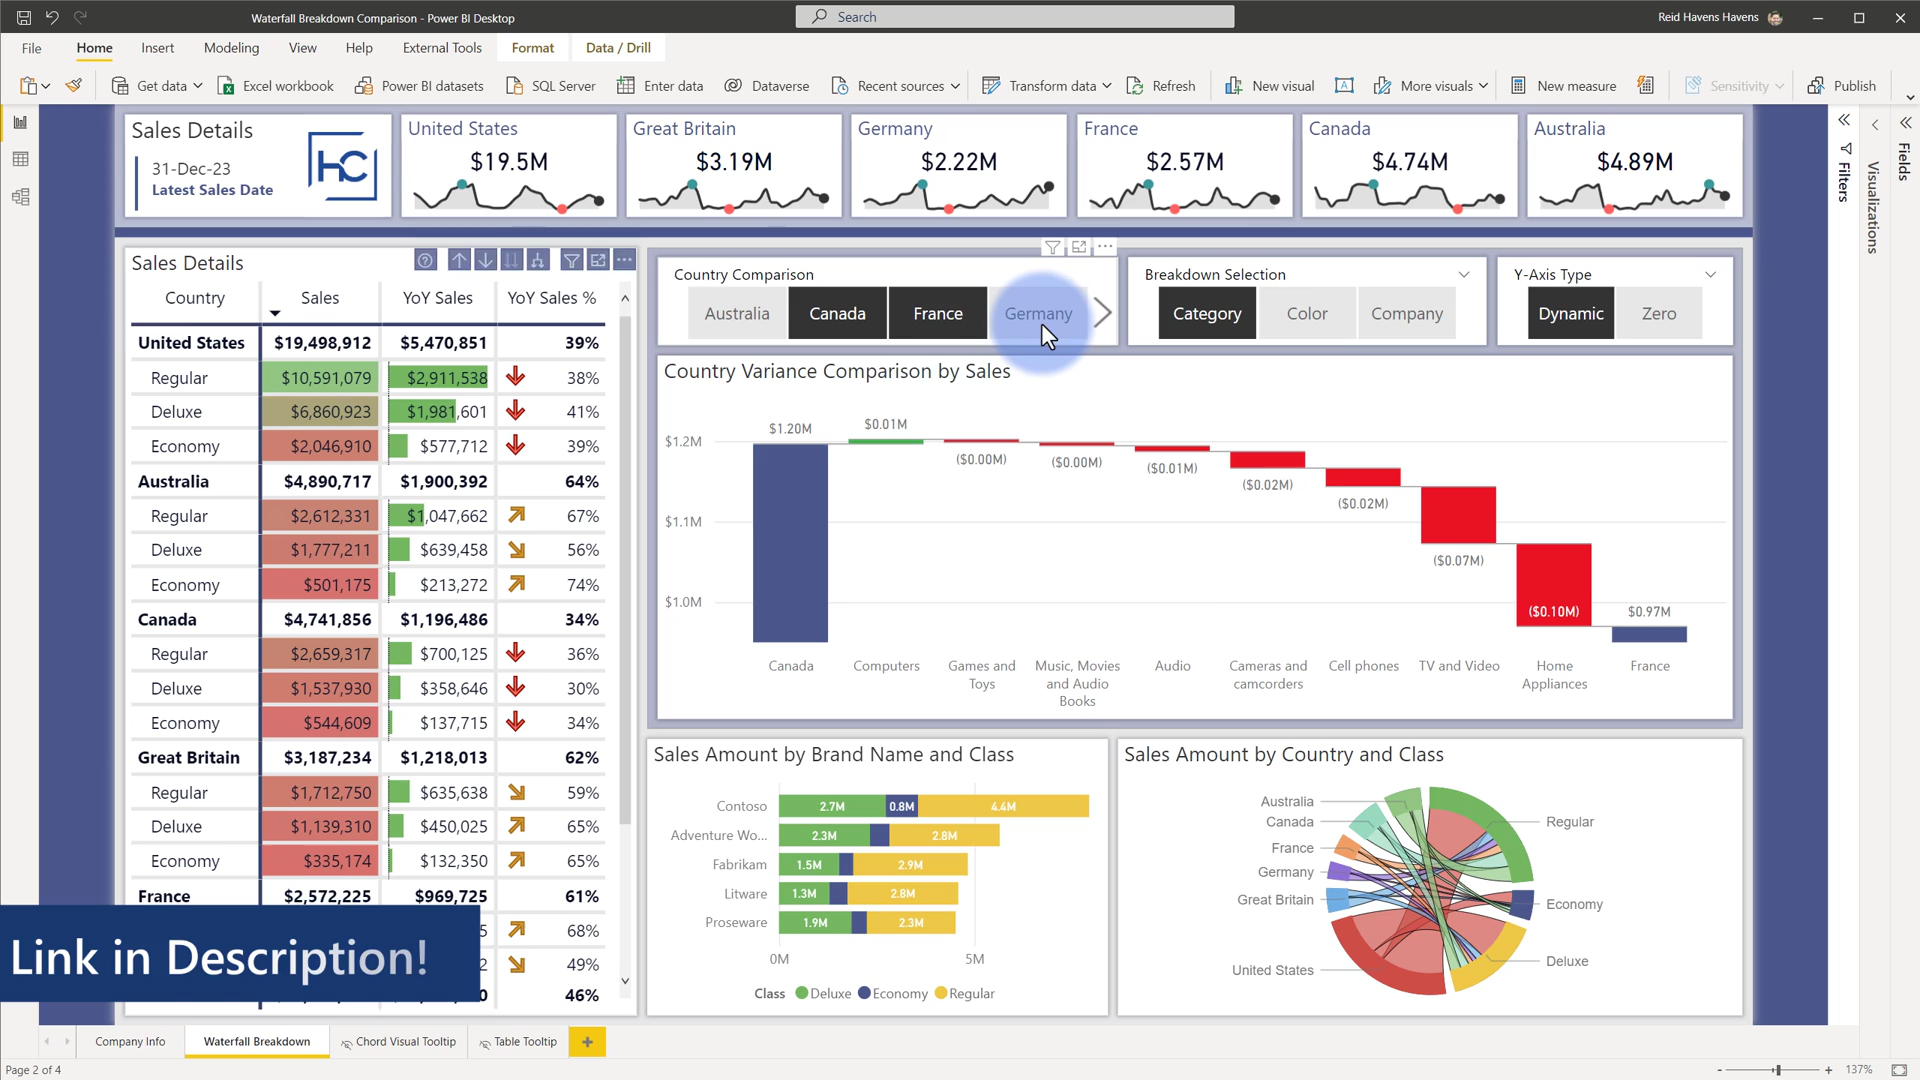 Waterfall Breakdown Comparison - Power BI Desktop
Search
Reid Havens Havens
File
Home
Insert
Modeling
View
Help
External Tools
Format
Data / Drill
Get data
Excel workbook
Power BI datasets
SQL Server
Enter data
Dataverse
Recent sources
Transform data
Refresh
New visual
More visuals
New measure
Sensitivity
Publish
Sales Details
31-Dec-23
Latest Sales Date
HC
United States
$19.5M
Great Britain
$3.19M
Germany
$2.22M
France
$2.57M
Canada
$4.74M
Australia
$4.89M
Filters
Visualizations
Fields
Sales Details
Country Sales YoY Sales YoY Sales %
United States $19,498,912 $5,470,851 39%
Regular $10,591,079 $2,911,538 38%
Deluxe $6,860,923 $1,981,601 41%
Economy $2,046,910 $577,712 39%
Australia $4,890,717 $1,900,392 64%
Regular $2,612,331 $1,047,662 67%
Deluxe $1,777,211 $639,458 56%
Economy $501,175 $213,272 74%
Canada $4,741,856 $1,196,486 34%
Regular $2,659,317 $700,125 36%
Deluxe $1,537,930 $358,646 30%
Economy $544,609 $137,715 34%
Great Britain $3,187,234 $1,218,013 62%
Regular $1,712,750 $635,638 59%
Deluxe $1,139,310 $450,025 65%
Economy $335,174 $132,350 65%
France $2,572,225 $969,725 61%
5 68%
2 49%
0 46%
Link in Description!
Country Comparison
Australia
Canada
France
Germany
Breakdown Selection
Category
Color
Company
Y-Axis Type
Dynamic
Zero
Country Variance Comparison by Sales
$1.2M
$1.1M
$1.0M
$1.20M
$0.01M
($0.00M)
($0.00M)
($0.01M)
($0.02M)
($0.02M)
($0.07M)
($0.10M)
$0.97M
Canada
Computers
Games and
Toys
Music, Movies
and Audio
Books
Audio
Cameras and
camcorders
Cell phones
TV and Video
Home
Appliances
France
Sales Amount by Brand Name and Class
Contoso 2.7M 0.8M 4.4M
Adventure Wo... 2.3M 2.8M
Fabrikam 1.5M 2.9M
Litware 1.3M 2.8M
Proseware 1.9M 2.3M
0M 5M
Class Deluxe Economy Regular
Sales Amount by Country and Class
Australia
Canada
France
Germany
Great Britain
United States
Regular
Economy
Deluxe
Company Info
Waterfall Breakdown
Chord Visual Tooltip
Table Tooltip
Page 2 of 4
137%